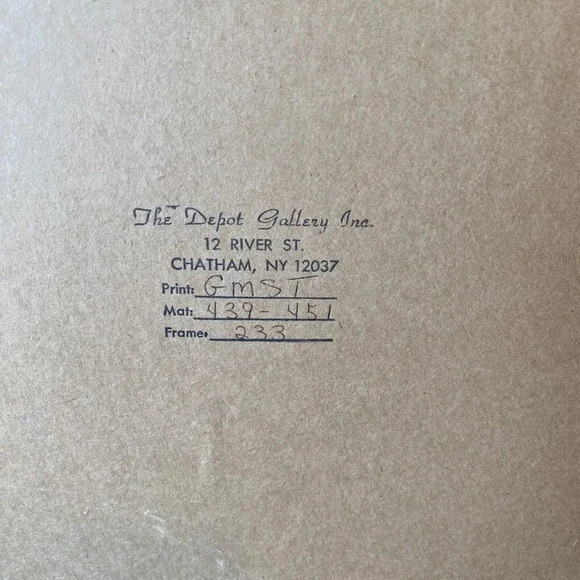 The Depot Gallery Inc.
12 RIVER ST.
CHATHAM, NY 12037
Print: GMST
Mat: 439-451
Frame: 233